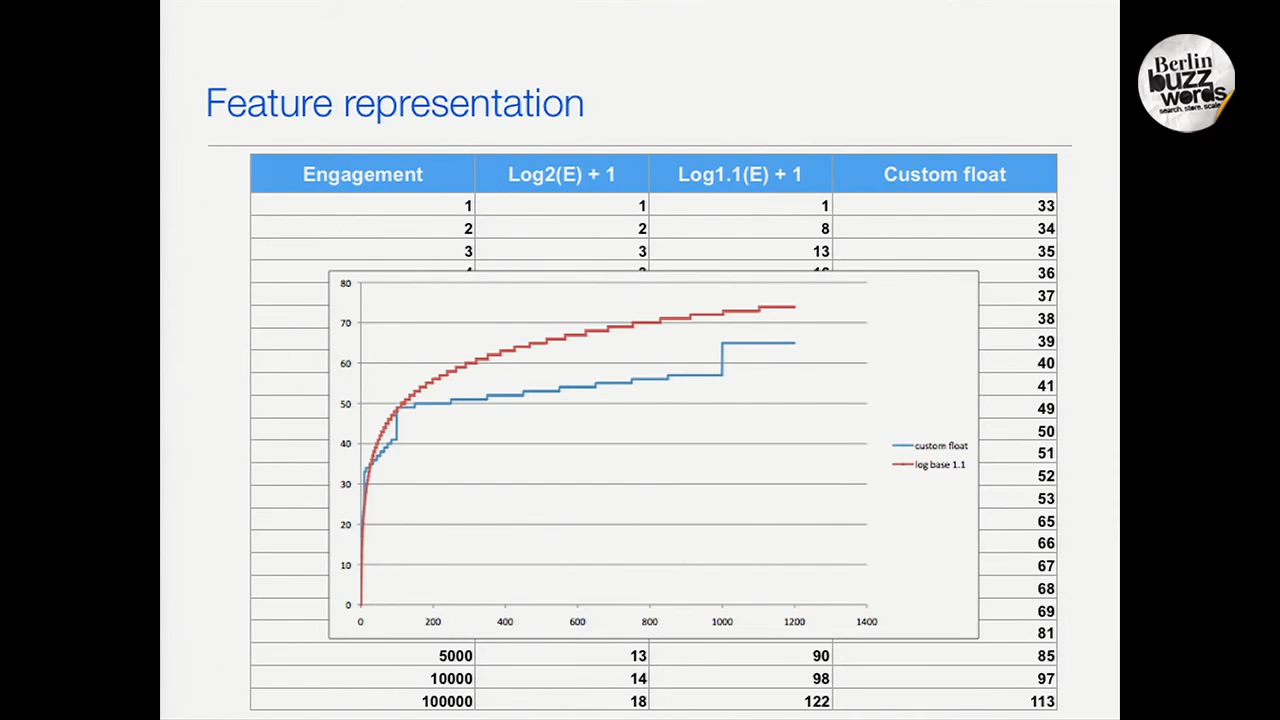 Berlin
buzz
words
search. store. scale
Feature representation
Engagement Log2(E) + 1 Log1.1(E) + 1 Custom float
1 1 1 33
2 2 8 34
3 3 13 35
36
37
38
39
40
41
49
50
51
52
53
65
66
67
68
69
81
5000 13 90 85
10000 14 98 97
100000 18 122 113
80
70
60
50
40
30
20
10
0
0 200 400 600 800 1000 1200 1400
custom float
log base 1.1